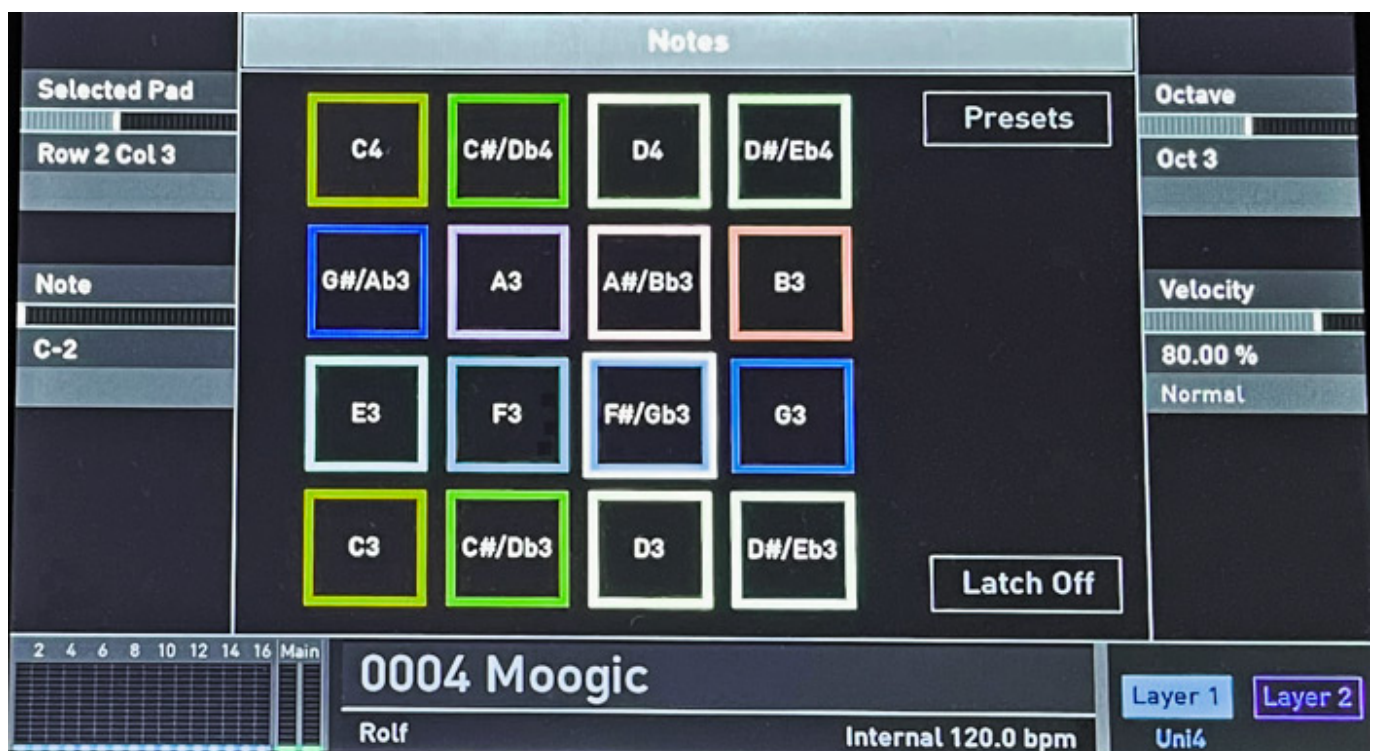 Notes
Selected Pad
Row 2 Col 3
Note
C-2
C4 C#/Db4 D4 D#/Eb4
G#/Ab3 A3 A#/Bb3 B3
E3 F3 F#/Gb3 G3
C3 C#/Db3 D3 D#/Eb3
Presets
Latch Off
Octave
Oct 3
Velocity
80.00 %
Normal
2 4 6 8 10 12 14 16 Main
0004 Moogic
Rolf
Internal 120.0 bpm
Layer 1 Layer 2
Uni4